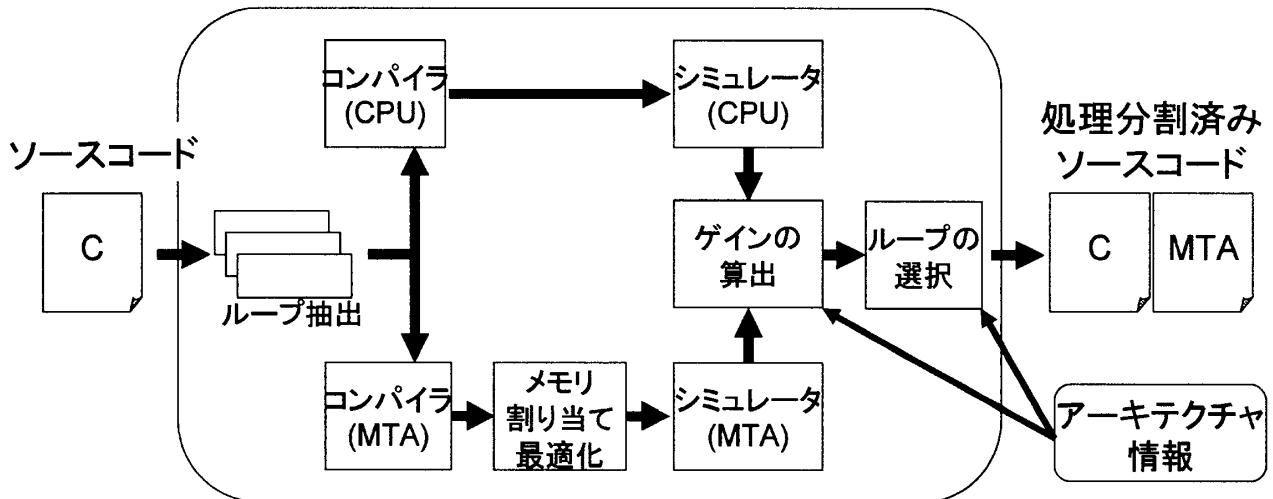 ソースコード
C
ループ抽出
コンパイラ
(CPU)
シミュレータ
(CPU)
コンパイラ
(MTA)
メモリ
割り当て
最適化
シミュレータ
(MTA)
ゲインの
算出
ループの
選択
処理分割済み
ソースコード
C
MTA
アーキテクチャ
情報